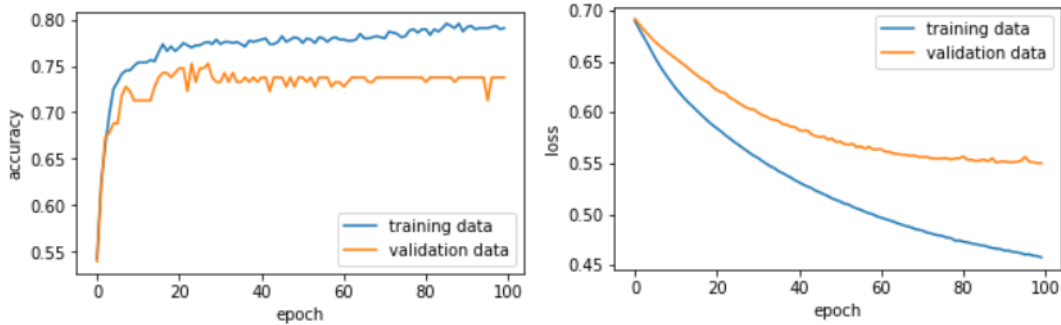 0.80
0.75
0.70
0.65
0.60
0.55
accuracy
training data
validation data
0 20 40 60 80 100
epoch
0.70
0.65
0.60
0.55
0.50
0.45
loss
training data
validation data
0 20 40 60 80 100
epoch